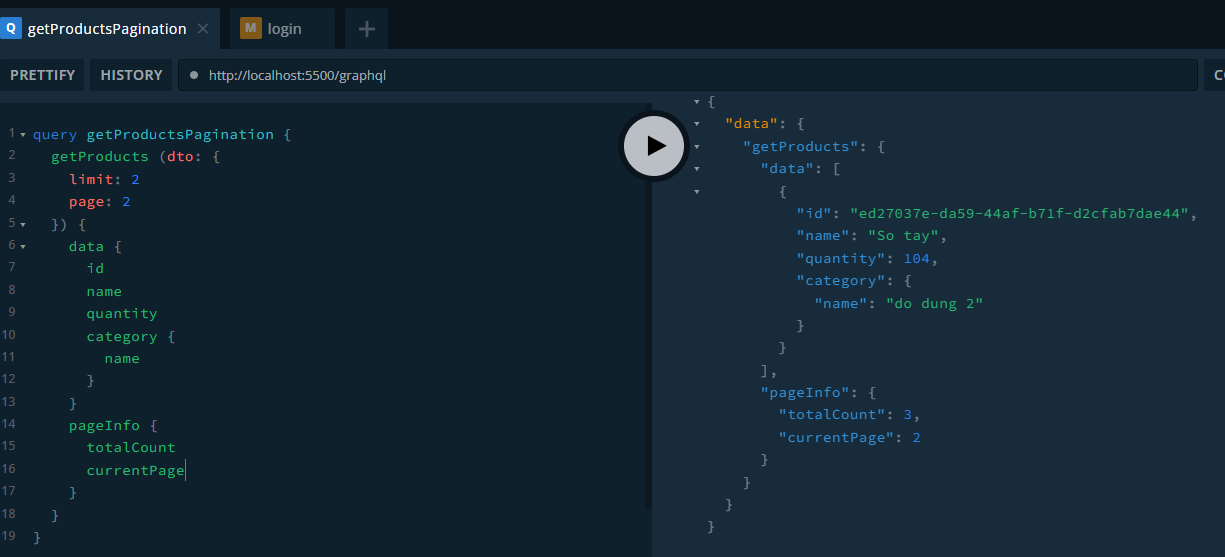 Q getProductsPagination ×
M login +
PRETTIFY HISTORY http://localhost:5500/graphql
1 query getProductsPagination {
2 getProducts (dto: {
3 limit: 2
4 page: 2
5 }) {
6 data {
7 id
8 name
9 quantity
10 category {
11 name
12 }
13 }
14 pageInfo {
15 totalCount
16 currentPage
17 }
18 }
19 }
{
"data": {
"getProducts": {
"data": [
{
"id": "ed27037e-da59-44af-b71f-d2cfab7dae44",
"name": "So tay",
"quantity": 104,
"category": {
"name": "do dung 2"
}
}
],
"pageInfo": {
"totalCount": 3,
"currentPage": 2
}
}
}
}